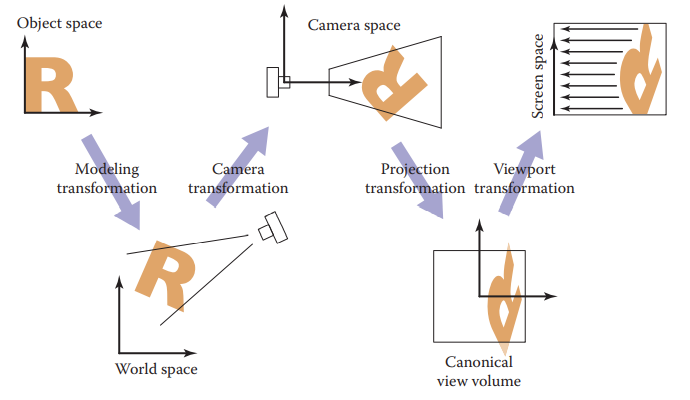 Object space
R
Modeling
transformation
World space
R
Camera
transformation
Camera space
R
Projection
transformation
Canonical
view volume
R
Viewport
transformation
Screen space
R